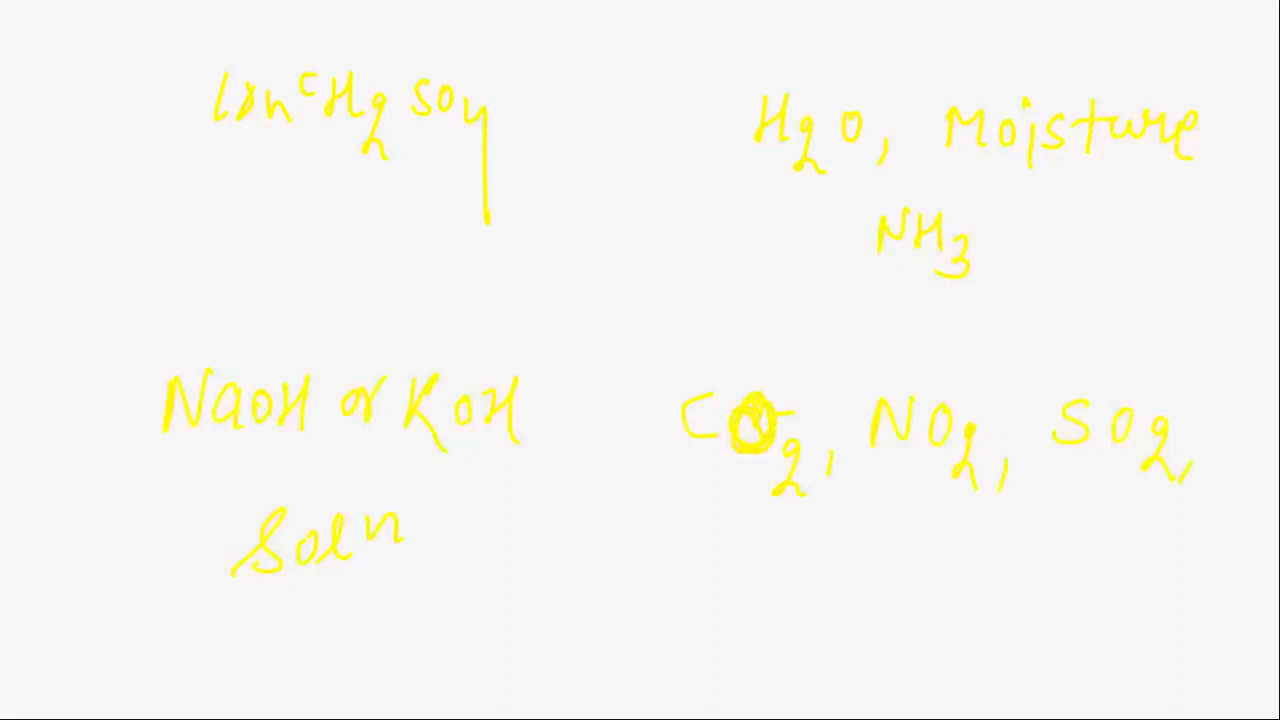 Conc H2SO4
H2O, Moisture
NH3
NaOH or KOH
CO2, NO2, SO2,
Soln